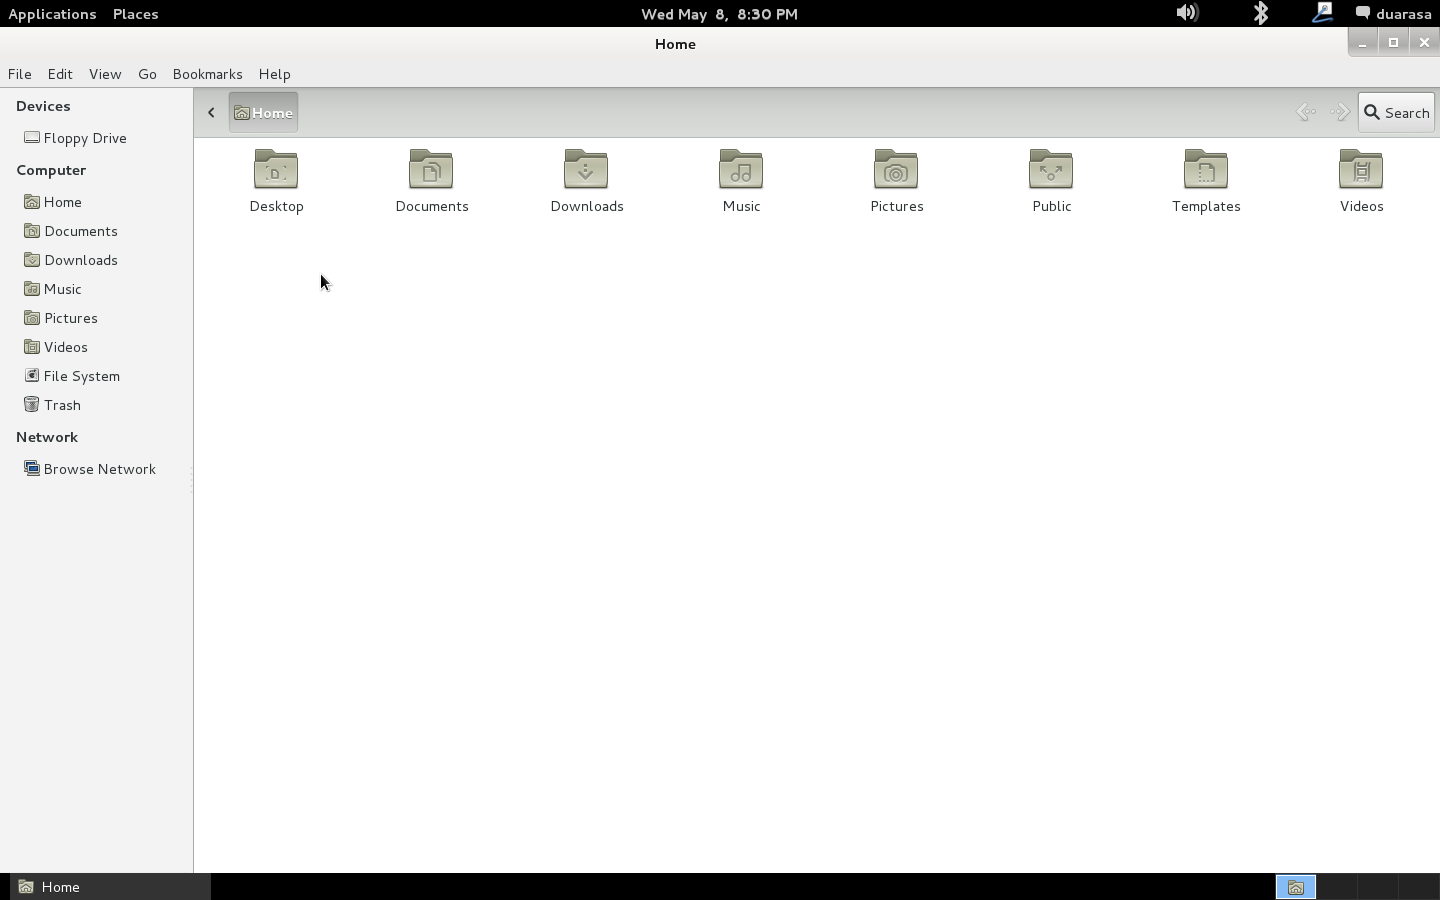 Applications Places Wed May 8, 8:30 PM duarasa
Home
File Edit View Go Bookmarks Help
Devices
Floppy Drive
Computer
Home
Documents
Downloads
Music
Pictures
Videos
File System
Trash
Network
Browse Network
Home Search
Desktop Documents Downloads Music Pictures Public Templates Videos
Home